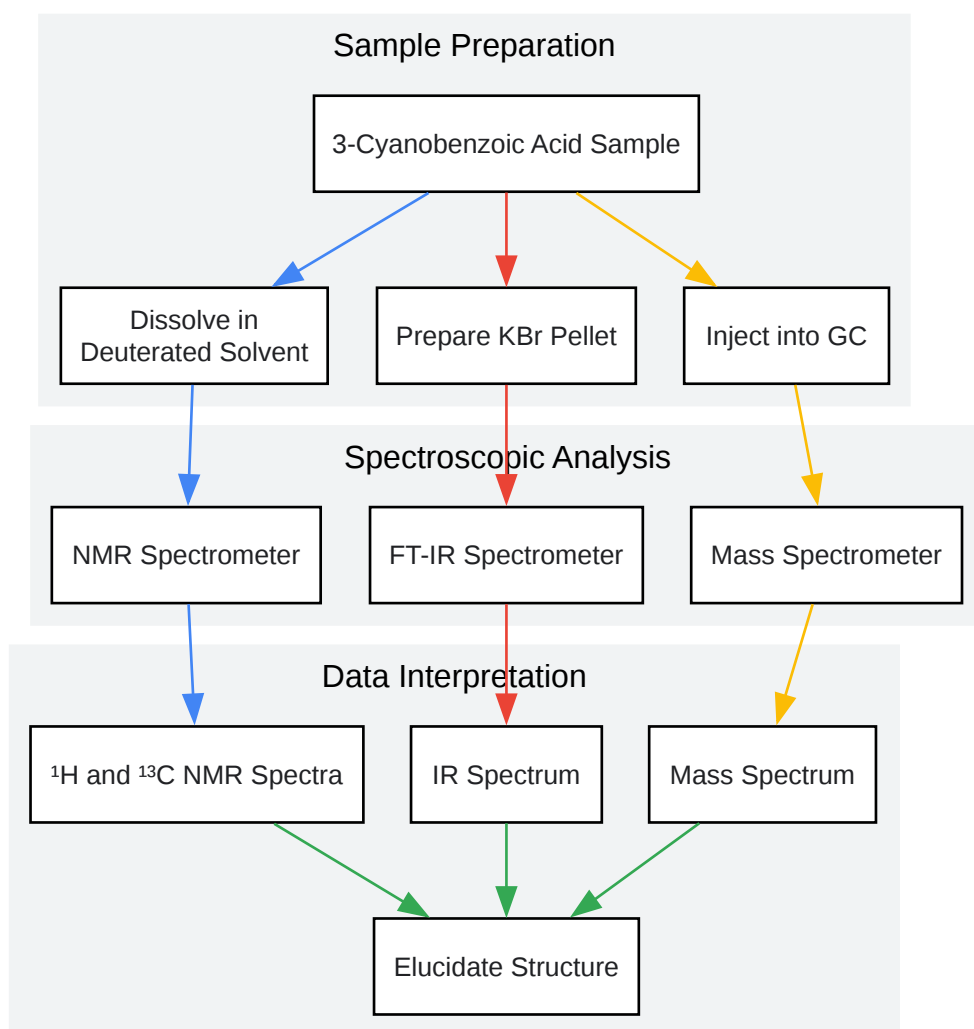 Sample Preparation
3-Cyanobenzoic Acid Sample
Dissolve in
Deuterated Solvent
Prepare KBr Pellet
Inject into GC
Spectroscopic Analysis
NMR Spectrometer
FT-IR Spectrometer
Mass Spectrometer
Data Interpretation
¹H and ¹³C NMR Spectra
IR Spectrum
Mass Spectrum
Elucidate Structure